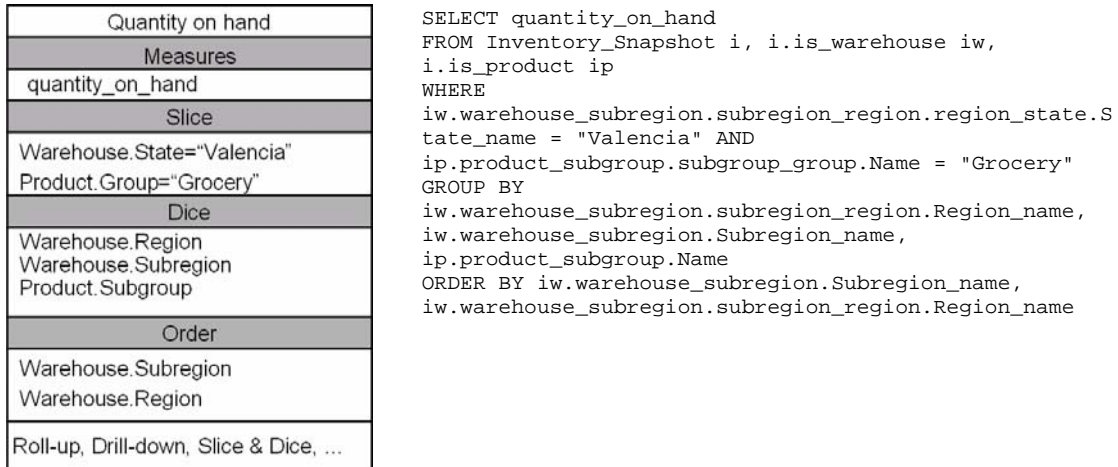 Quantity on hand
Measures
quantity_on_hand
Slice
Warehouse.State=“Valencia”
Product.Group=“Grocery”
Dice
Warehouse.Region
Warehouse.Subregion
Product.Subgroup
Order
Warehouse.Subregion
Warehouse.Region
Roll-up, Drill-down, Slice & Dice, ...
SELECT quantity_on_hand
FROM Inventory_Snapshot i, i.is_warehouse iw,
i.is_product ip
WHERE
iw.warehouse_subregion.subregion_region.region_state.S
tate_name = "Valencia" AND
ip.product_subgroup.subgroup_group.Name = "Grocery"
GROUP BY
iw.warehouse_subregion.subregion_region.Region_name,
iw.warehouse_subregion.Subregion_name,
ip.product_subgroup.Name
ORDER BY iw.warehouse_subregion.Subregion_name,
iw.warehouse_subregion.subregion_region.Region_name